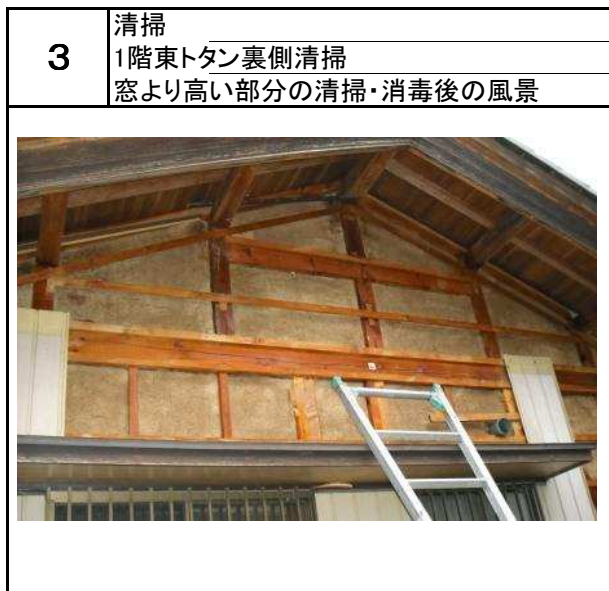 3
清掃
1階東トタン裏側清掃
窓より高い部分の清掃・消毒後の風景